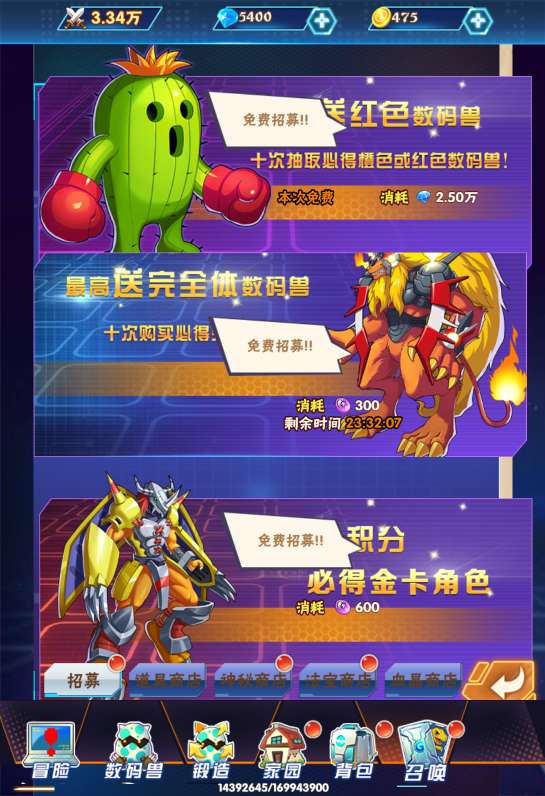 3.34万 5400 475
免费招募!!
送红色数码兽
十次抽取必得橙色或红色数码兽!
本次免费 消耗 2.50万
最高送完全体数码兽
十次购买必得
免费招募!!
消耗 300
剩余时间 23:32:07
免费招募!!
积分
必得金卡角色
消耗 600
招募 道具商店 神秘商店 法宝商店 血晶商店
冒险 数码兽 锻造 家园 背包 召唤
14392645/169943900